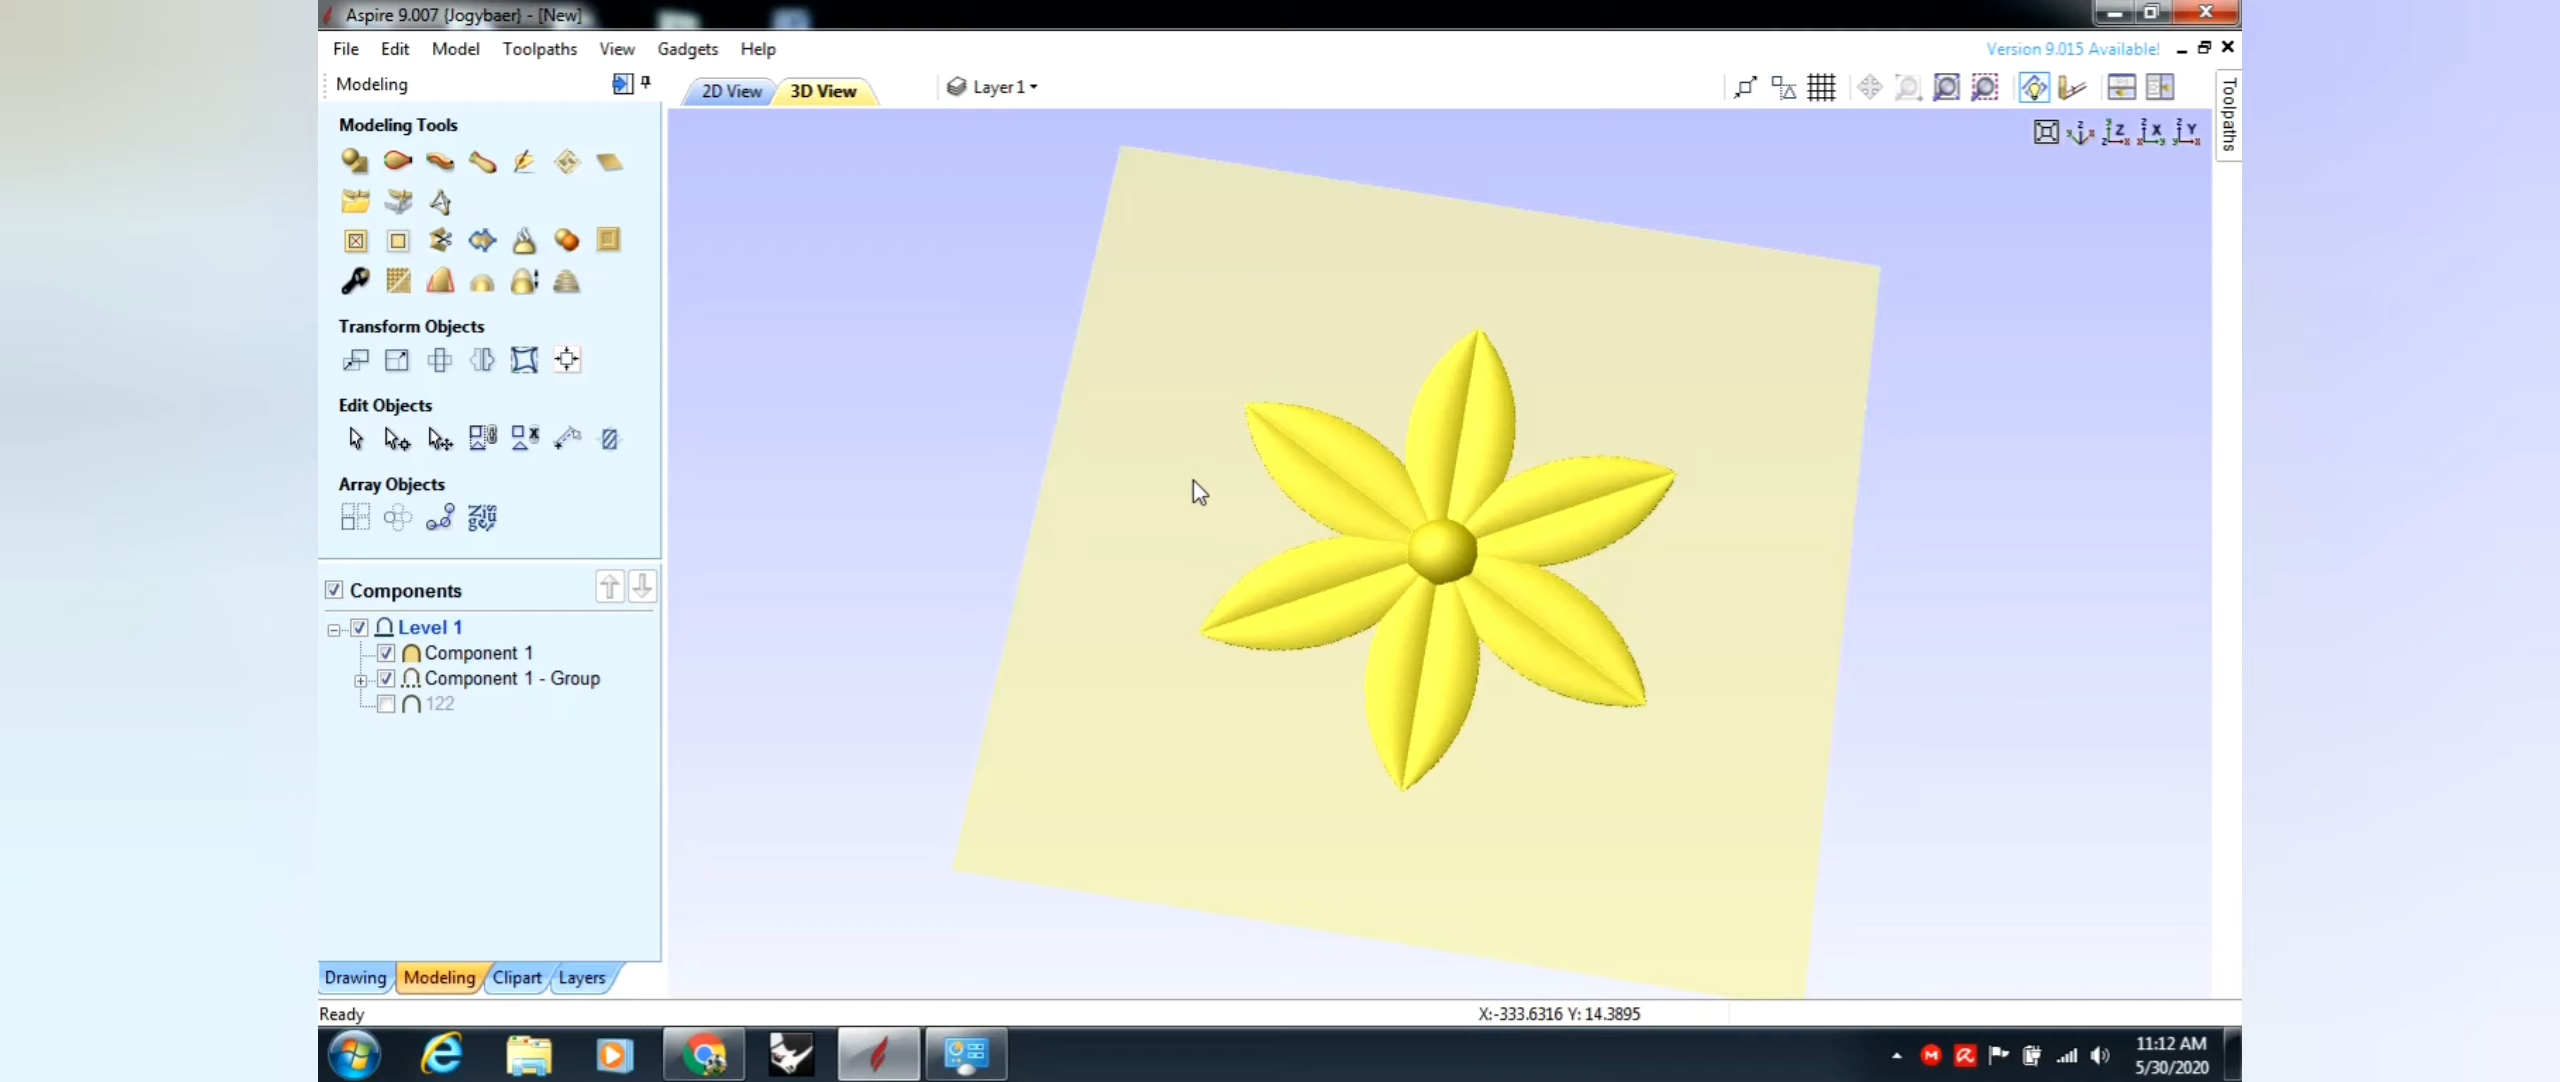 Aspire 9.007 {Jogybaer} - [New]
File Edit Model Toolpaths View Gadgets Help
Version 9.015 Available!
Modeling
2D View
3D View
Layer 1
Toolpaths
Modeling Tools
Transform Objects
Edit Objects
Array Objects
Components
Level 1
Component 1
Component 1 - Group
122
Drawing Modeling Clipart Layers
Ready
X:-333.6316 Y: 14.3895
11:12 AM
5/30/2020